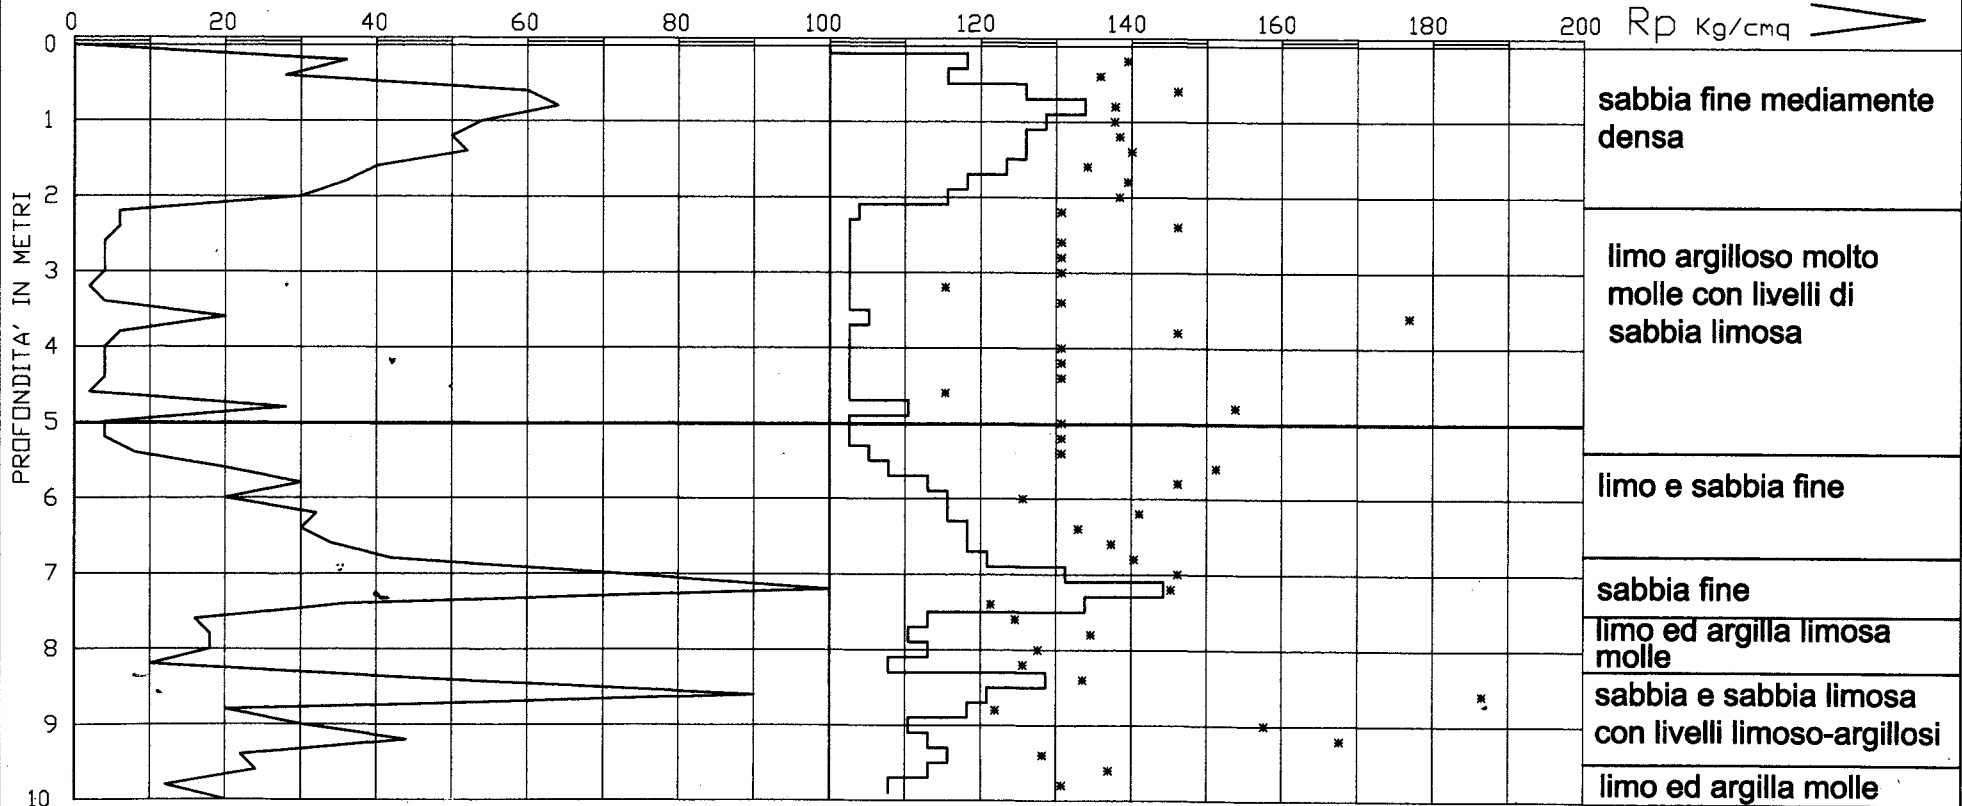 0 20 40 60 80 100 120 140 160 180 200 Rp Kg/cmq
PROFONDITA' IN METRI
0
1
2
3
4
5
6
7
8
9
10
sabbia fine mediamente
densa
limo argilloso molto
molle con livelli di
sabbia limosa
limo e sabbia fine
sabbia fine
limo ed argilla limosa
molle
sabbia e sabbia limosa
con livelli limoso-argillosi
limo ed argilla molle